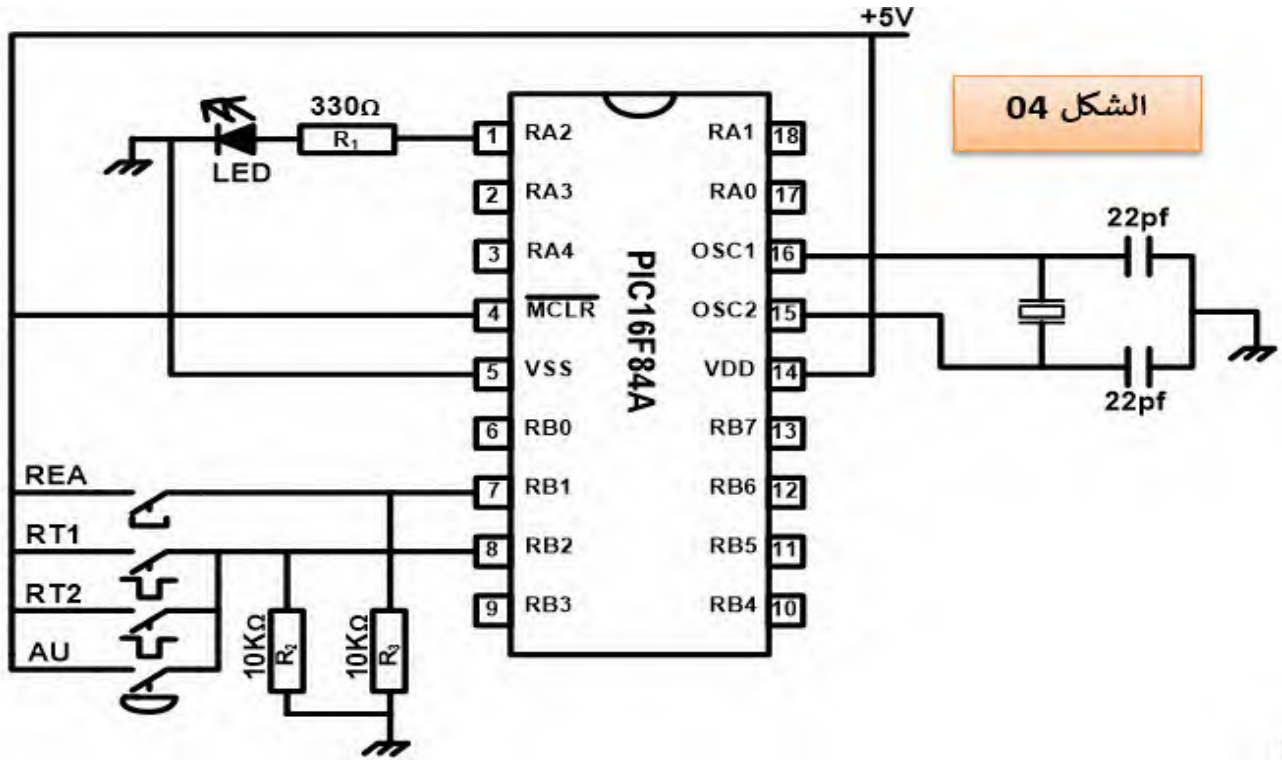 +5V
الشكل 04
330Ω
R₁
LED
1 RA2
2 RA3
3 RA4
4 MCLR
5 VSS
6 RB0
7 RB1
8 RB2
9 RB3
PIC16F84A
RA1 18
RA0 17
OSC1 16
OSC2 15
VDD 14
RB7 13
RB6 12
RB5 11
RB4 10
22pf
22pf
REA
RT1
RT2
AU
10KΩ
R₂
10KΩ
R₃